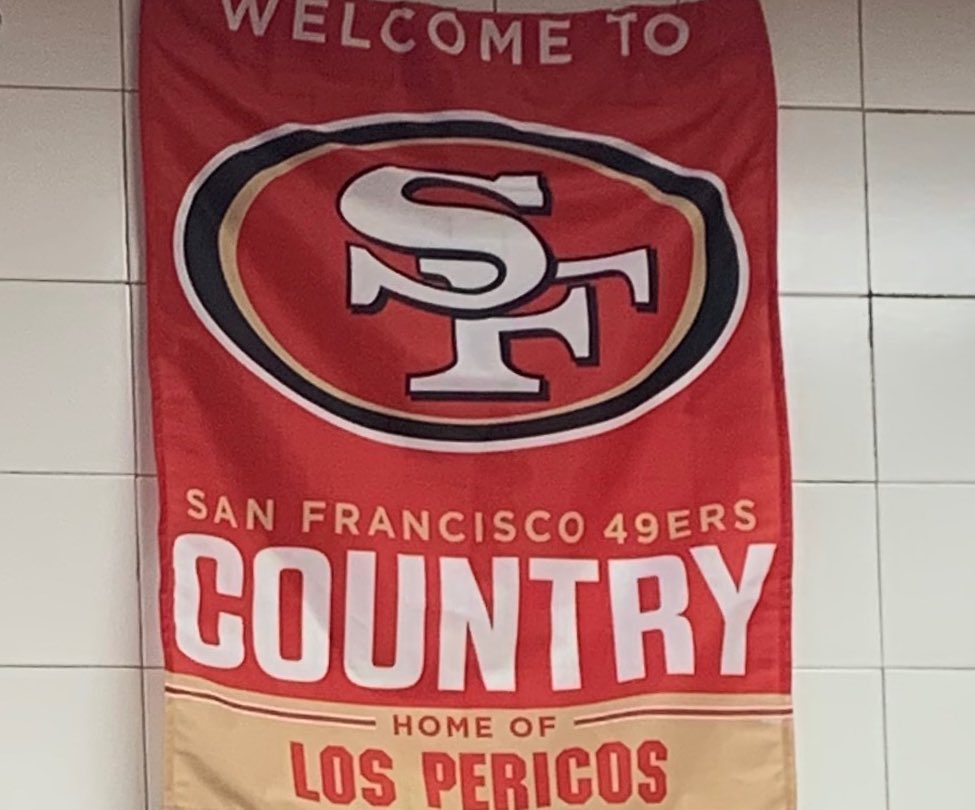 WELCOME TO
SF
SAN FRANCISCO 49ERS
COUNTRY
HOME OF
LOS PERICOS